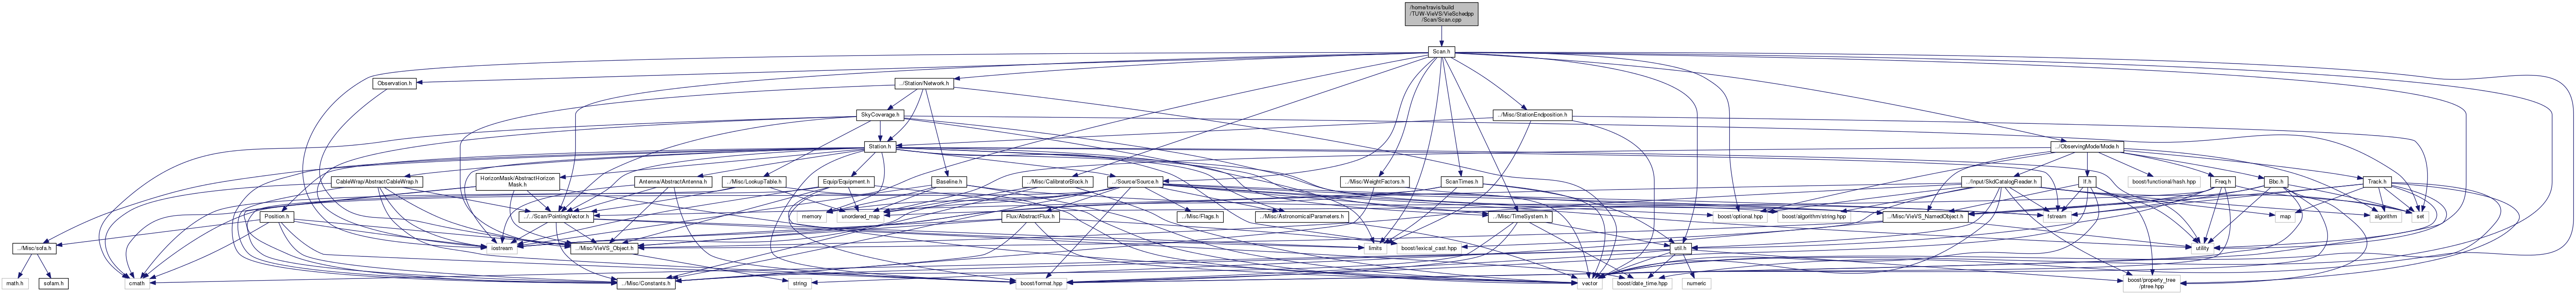 /home/travis/build
/TUW-VieVS/VieSchedpp
/Scan/Scan.cpp
Scan.h
Observation.h
../Station/Network.h
SkyCoverage.h
../Misc/StationEndposition.h
Station.h
../ObservingMode/Mode.h
CableWrap/AbstractCableWrap.h
HorizonMask/AbstractHorizon
Mask.h
Antenna/AbstractAntenna.h
../Misc/LookupTable.h
Equip/Equipment.h
Baseline.h
../Misc/CalibratorBlock.h
../Source/Source.h
../Misc/WeightFactors.h
ScanTimes.h
../Input/SkdCatalogReader.h
If.h
boost/functional/hash.hpp
Freq.h
Bbc.h
Track.h
Position.h
../../Scan/PointingVector.h
memory
unordered_map
Flux/AbstractFlux.h
../Misc/Flags.h
../Misc/AstronomicalParameters.h
../Misc/TimeSystem.h
boost/optional.hpp
boost/algorithm/string.hpp
../Misc/VieVS_NamedObject.h
fstream
map
algorithm
set
../Misc/sofa.h
iostream
../Misc/VieVS_Object.h
limits
boost/lexical_cast.hpp
util.h
utility
math.h
sofam.h
cmath
../Misc/Constants.h
string
boost/format.hpp
vector
boost/date_time.hpp
numeric
boost/property_tree
/ptree.hpp